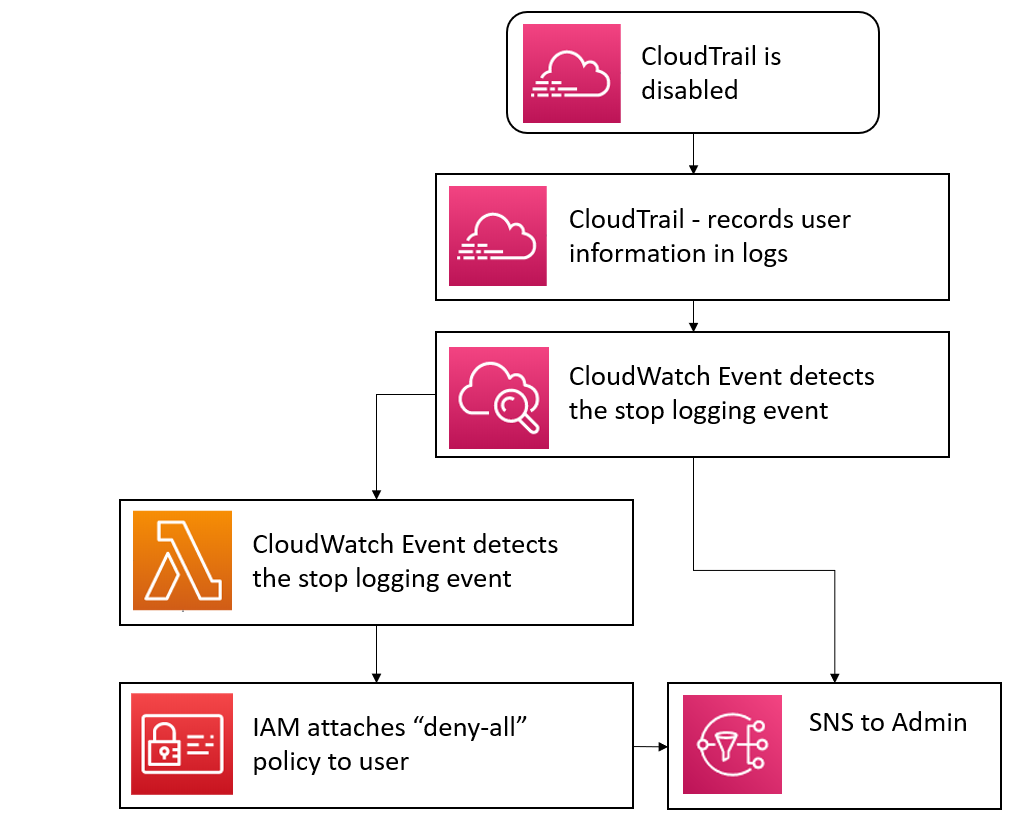 CloudTrail is
disabled
CloudTrail - records user
information in logs
CloudWatch Event detects
the stop logging event
CloudWatch Event detects
the stop logging event
IAM attaches “deny-all”
policy to user
SNS to Admin